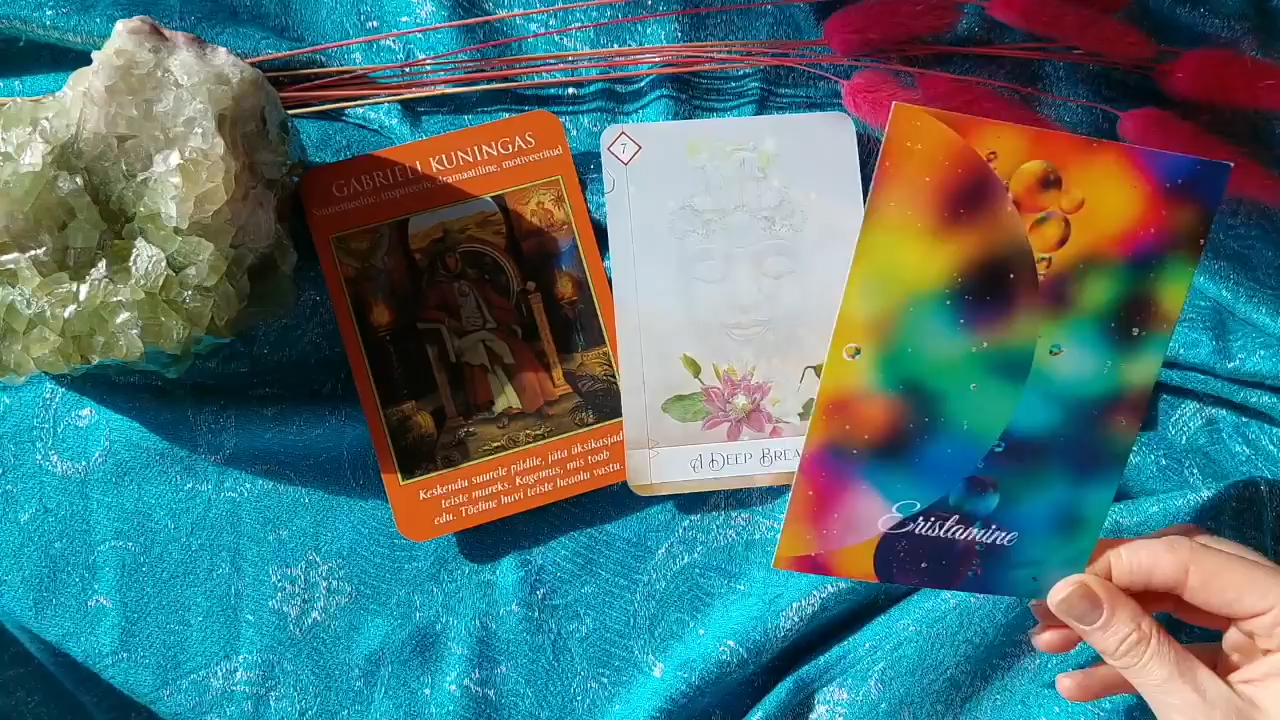 GABRIELI KUNINGAS
Suuremeelne, inspireeriv, dramaatiline, motiveeritud
Keskendu suurele pildile, jäta üksikasjad
teiste mureks. Kogemus, mis toob
edu. Tõeline huvi teiste heaolu vastu.
7
A DEEP BREA
Eristamine